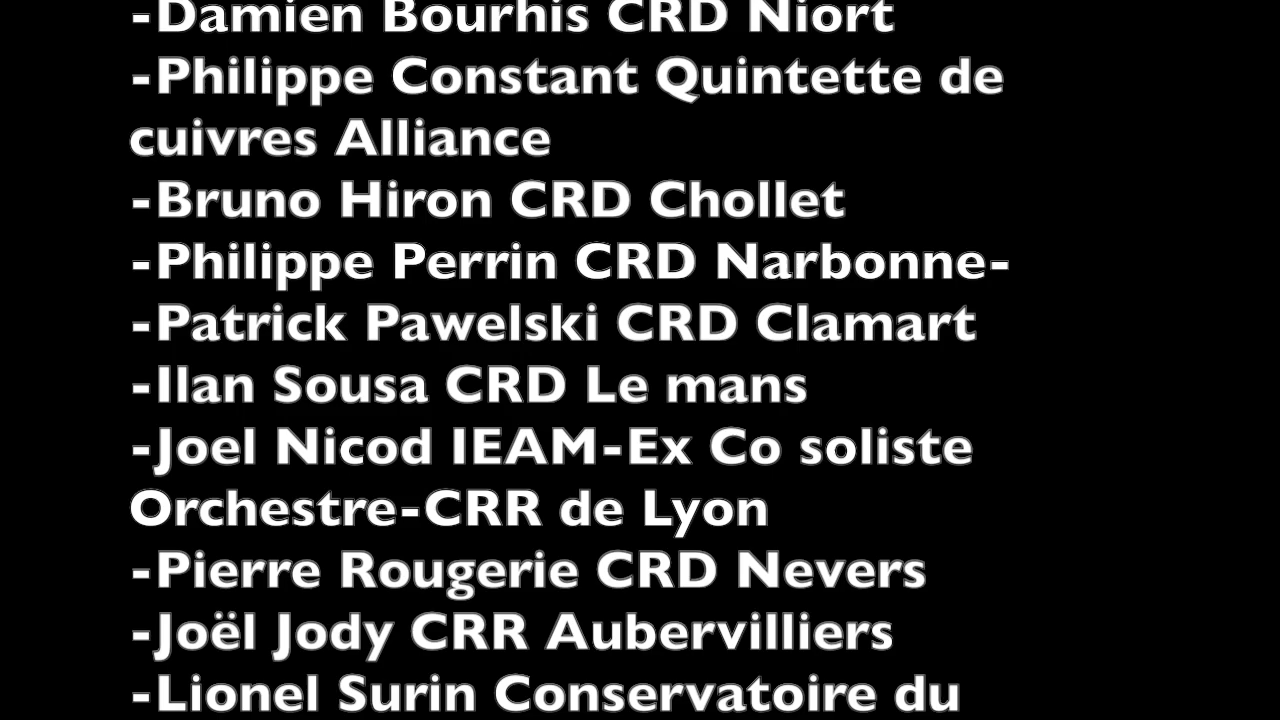 -Damien Bourhis CRD Niort
-Philippe Constant Quintette de
cuivres Alliance
-Bruno Hiron CRD Chollet
-Philippe Perrin CRD Narbonne-
-Patrick Pawelski CRD Clamart
-Ilan Sousa CRD Le mans
-Joel Nicod IEAM-Ex Co soliste
Orchestre-CRR de Lyon
-Pierre Rougerie CRD Nevers
-Joël Jody CRR Aubervilliers
-Lionel Surin Conservatoire du